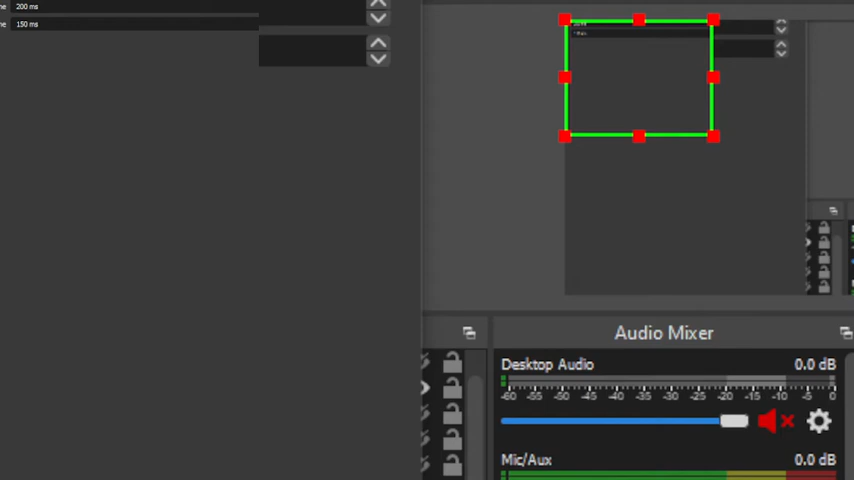 200 ms
150 ms
Audio Mixer
Desktop Audio 0.0 dB
-60 -55 -50 -45 -40 -35 -30 -25 -20 -15 -10 -5 0
Mic/Aux 0.0 dB